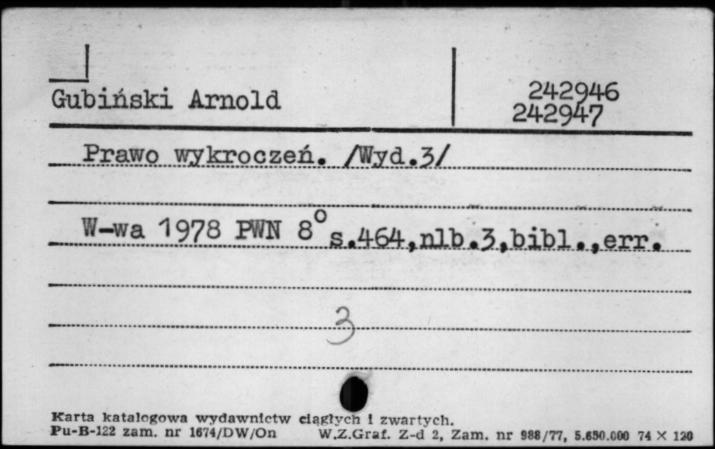 Gubiński Arnold
242946
242947
Prawo wykroczeń. /Wyd.3/
W-wa 1978 PWN 8° s.464,nlb.3,bibl.,err.
3
Karta katalogowa wydawnictw ciągłych i zwartych.
Pu-B-122 zam. nr 1674/DW/On W.Z.Graf. Z-d 2, Zam. nr 988/77, 5.650.000 74 × 120